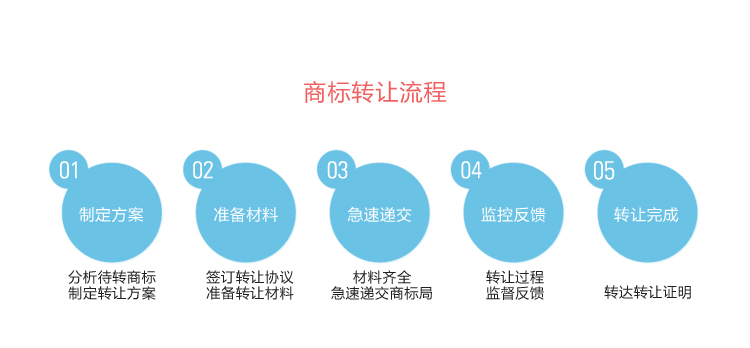 商标转让流程
01
制定方案
分析待转商标
制定转让方案
02
准备材料
签订转让协议
准备转让材料
03
急速递交
材料齐全
急速递交商标局
04
监控反馈
转让过程
监督反馈
05
转让完成
转达转让证明